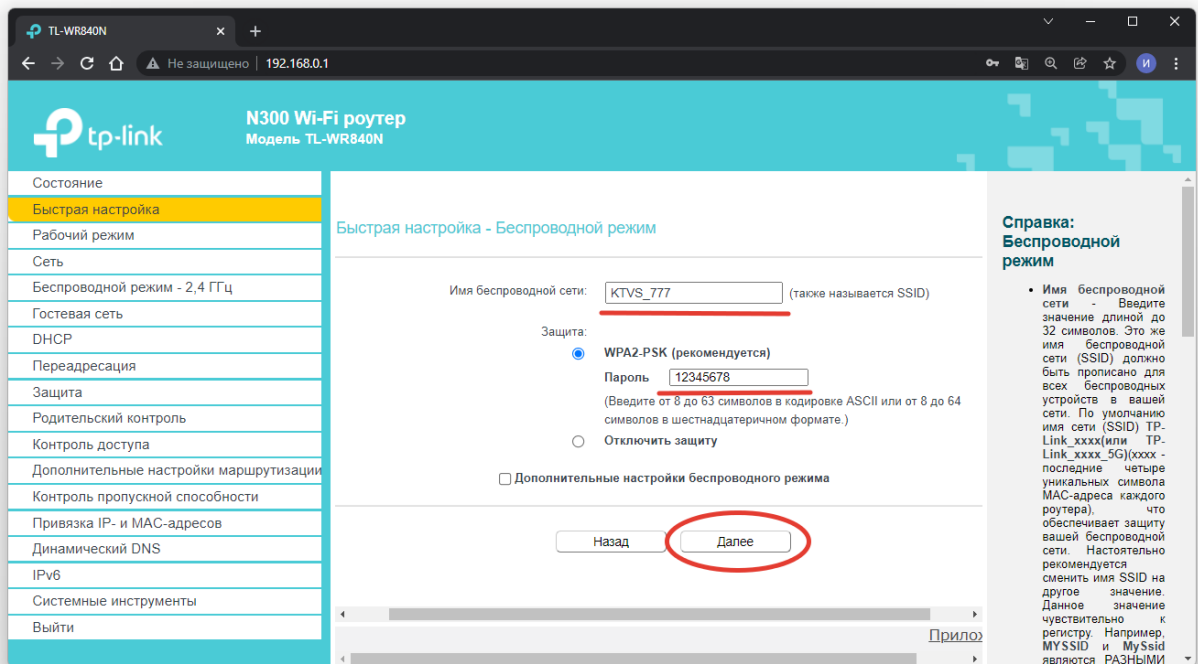 TL-WR840N
Не защищено
192.168.0.1
И
tp-link
N300 Wi-Fi роутер
Модель TL-WR840N
Состояние
Быстрая настройка
Рабочий режим
Сеть
Беспроводной режим - 2,4 ГГц
Гостевая сеть
DHCP
Переадресация
Защита
Родительский контроль
Контроль доступа
Дополнительные настройки маршрутизации
Контроль пропускной способности
Привязка IP- и MAC-адресов
Динамический DNS
IPv6
Системные инструменты
Выйти
Быстрая настройка - Беспроводной режим
Имя беспроводной сети: KTVS_777 (также называется SSID)
Защита:
WPA2-PSK (рекомендуется)
Пароль 12345678
(Введите от 8 до 63 символов в кодировке ASCII или от 8 до 64
символов в шестнадцатеричном формате.)
Отключить защиту
Дополнительные настройки беспроводного режима
Назад Далее
Прилож
Справка:
Беспроводной
режим
• Имя беспроводной
сети - Введите
значение длиной до
32 символов. Это же
имя беспроводной
сети (SSID) должно
быть прописано для
всех беспроводных
устройств в вашей
сети. По умолчанию
имя сети (SSID) TP-
Link_xxxx(или TP-
Link_xxxx_5G)(xxxx -
последние четыре
уникальных символа
MAC-адреса каждого
роутера), что
обеспечивает защиту
вашей беспроводной
сети. Настоятельно
рекомендуется
сменить имя SSID на
другое значение.
Данное значение
чувствительно к
регистру. Например,
MYSSID и MySsid
являются РАЗНЫМИ